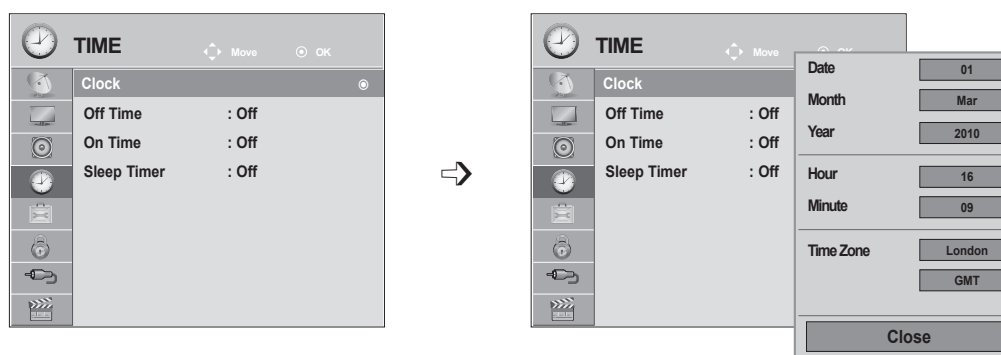 TIME
Move
OK
Clock
Off Time : Off
On Time : Off
Sleep Timer : Off
TIME
Move
OK
Clock
Off Time : Off
On Time : Off
Sleep Timer : Off
Date 01
Month Mar
Year 2010
Hour 16
Minute 09
Time Zone London
GMT
Close